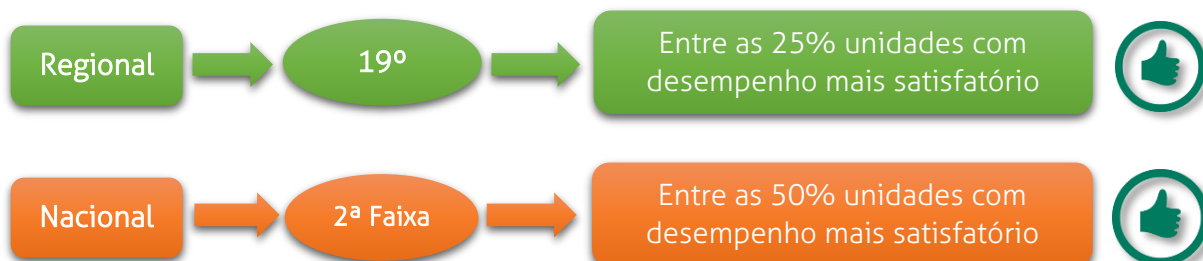 Regional
19º
Entre as 25% unidades com
desempenho mais satisfatório
Nacional
2ª Faixa
Entre as 50% unidades com
desempenho mais satisfatório